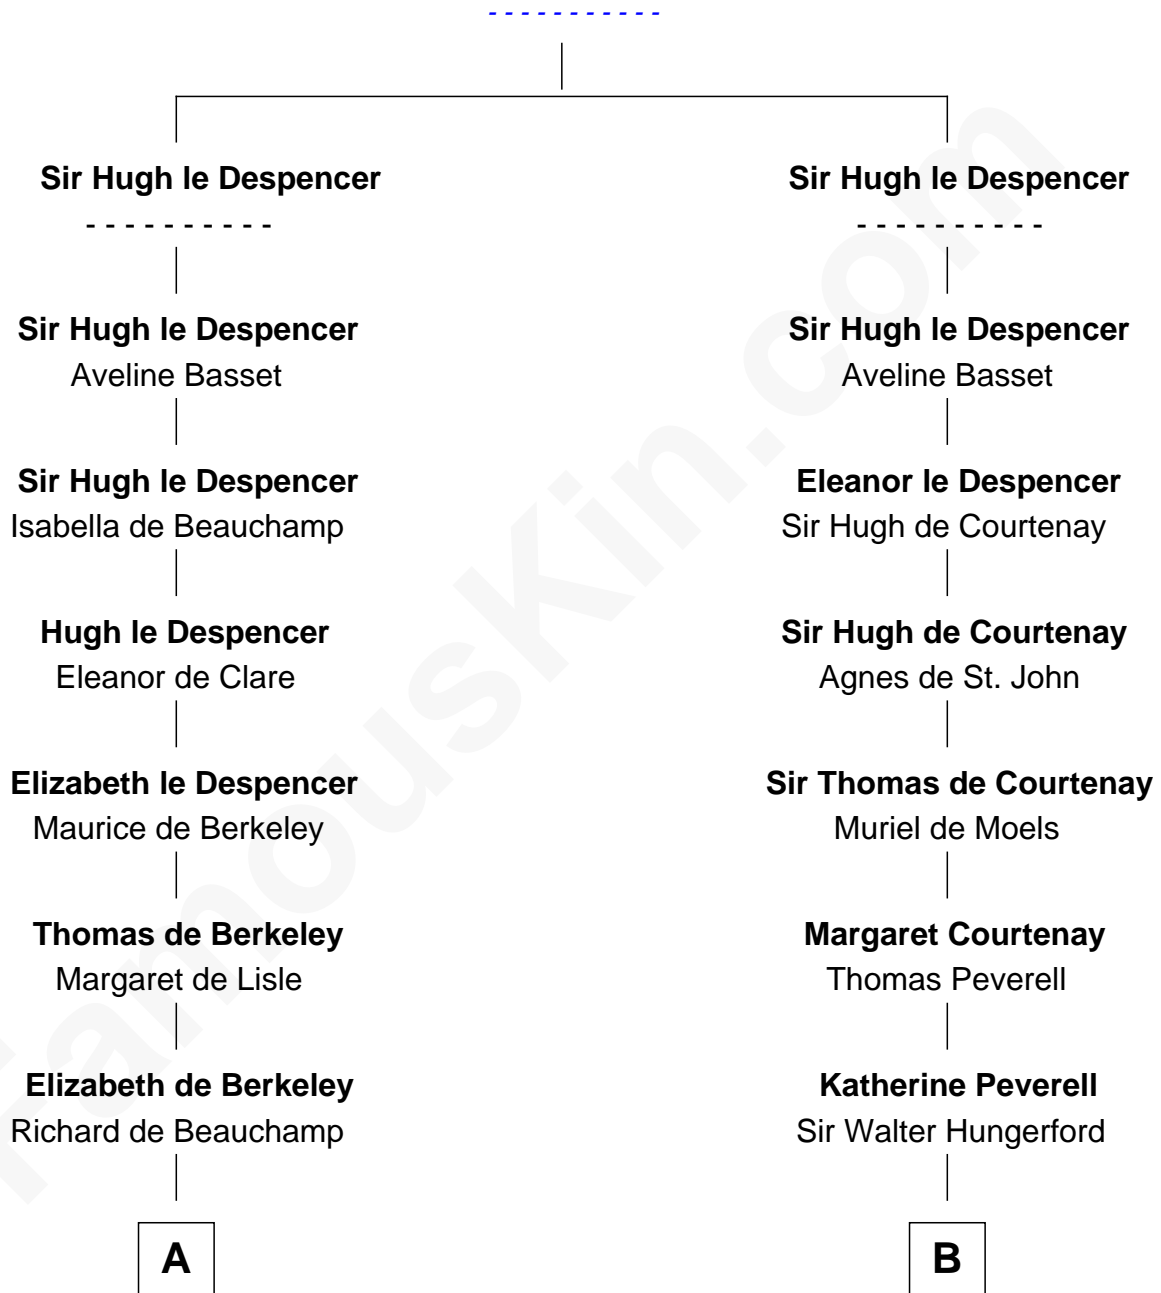 - - - - - - - - - - -
Sir Hugh le Despencer
- - - - - - - - - -
Sir Hugh le Despencer
Aveline Basset
Sir Hugh le Despencer
Isabella de Beauchamp
Hugh le Despencer
Eleanor de Clare
Elizabeth le Despencer
Maurice de Berkeley
Thomas de Berkeley
Margaret de Lisle
Elizabeth de Berkeley
Richard de Beauchamp
A
Sir Hugh le Despencer
- - - - - - - - - -
Sir Hugh le Despencer
Aveline Basset
Eleanor le Despencer
Sir Hugh de Courtenay
Sir Hugh de Courtenay
Agnes de St. John
Sir Thomas de Courtenay
Muriel de Moels
Margaret Courtenay
Thomas Peverell
Katherine Peverell
Sir Walter Hungerford
B
FamousKin.com